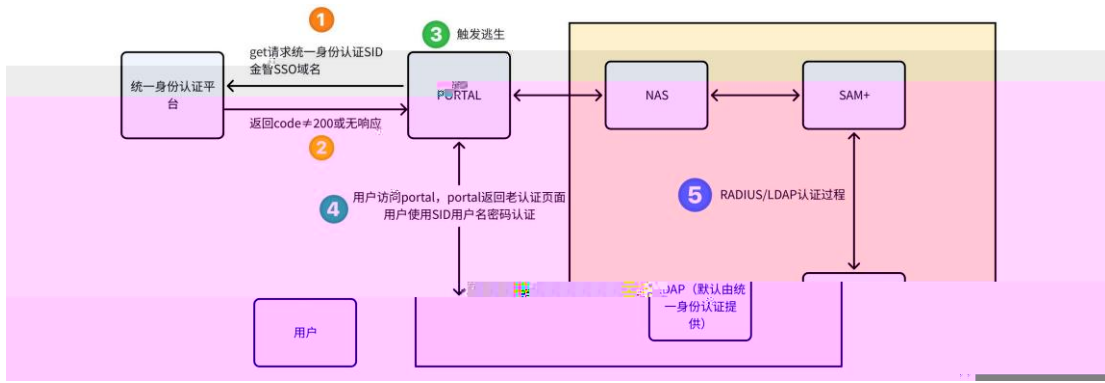 1
3
触发逃生
get请求统一身份认证SID
金智SSO域名
统一身份认证平
台
PORTAL
NAS
SAM+
返回code≠200或无响应
2
4
用户访问portal，portal返回老认证页面
用户使用SID用户名密码认证
5
RADIUS/LDAP认证过程
DAP（默认由统
一身份认证提
供）
用户